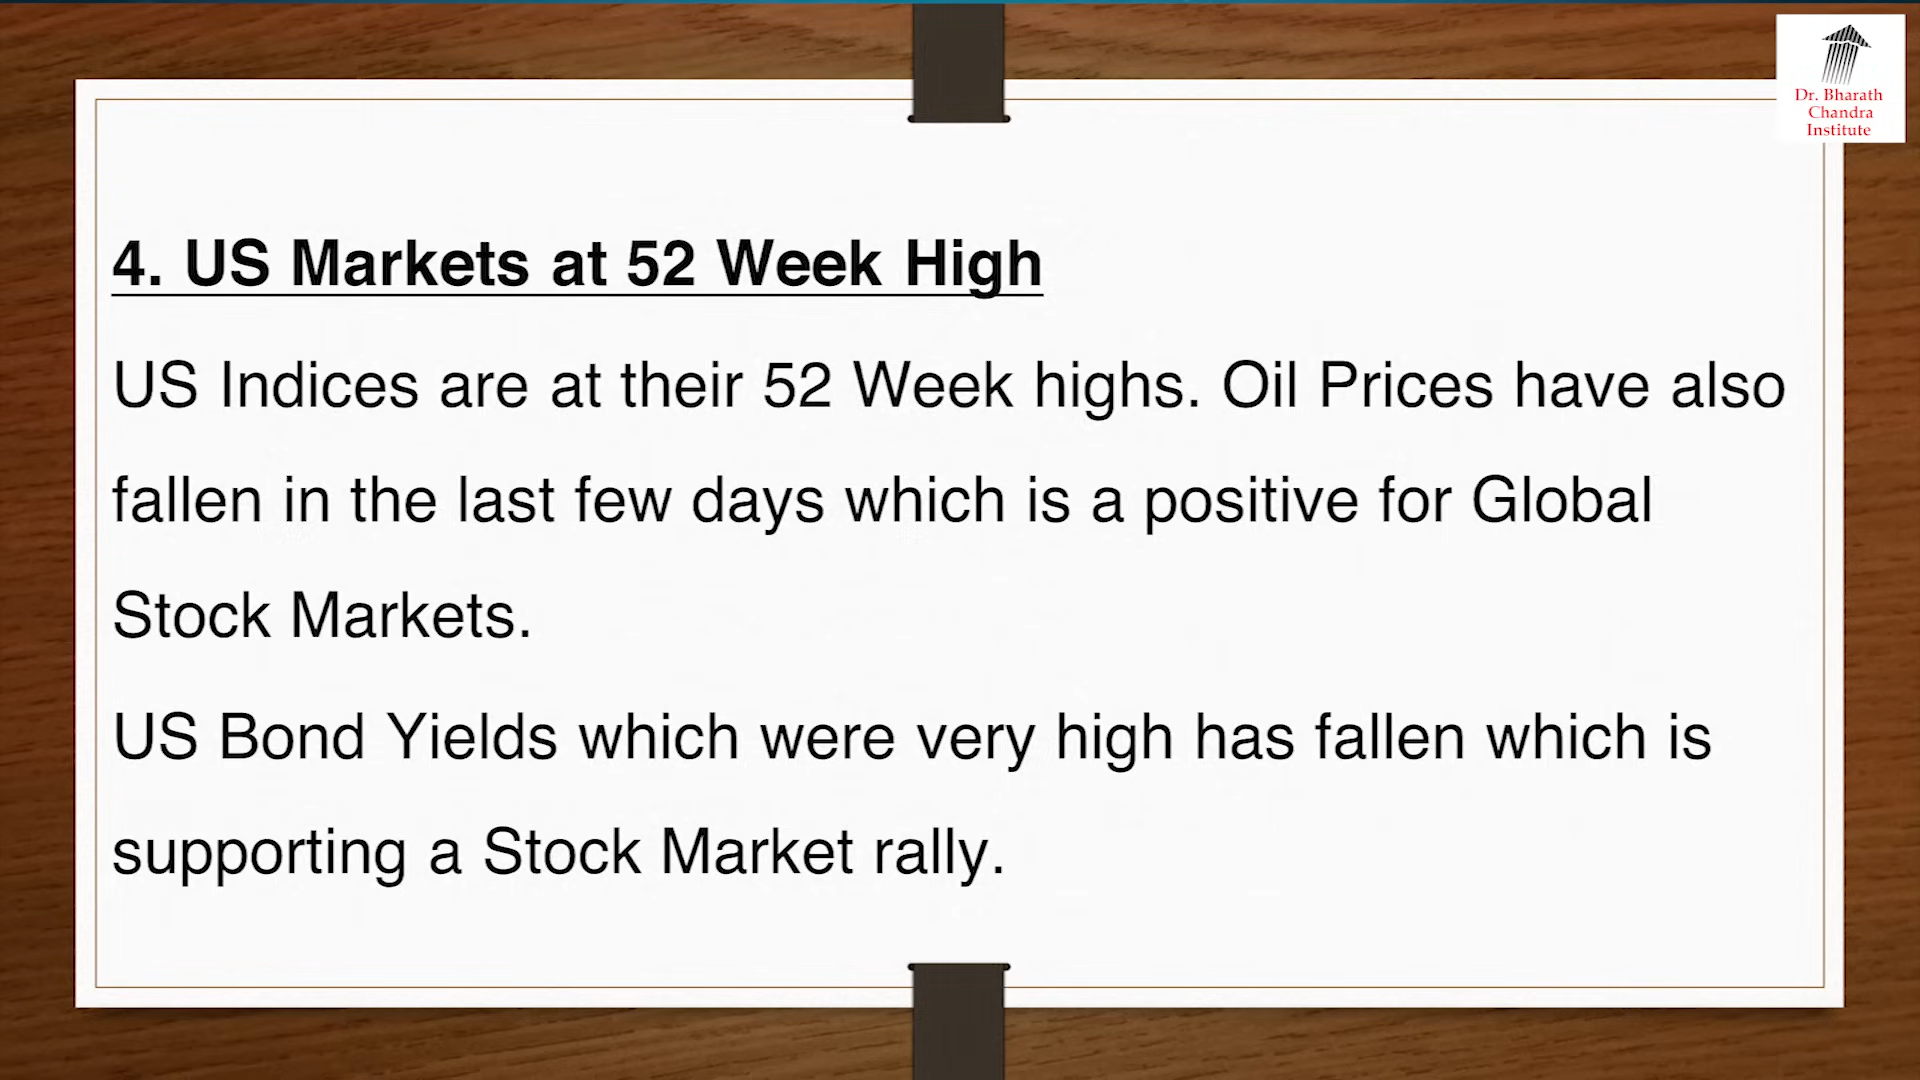 Dr. Bharath
Chandra
Institute
4. US Markets at 52 Week High
US Indices are at their 52 Week highs. Oil Prices have also
fallen in the last few days which is a positive for Global
Stock Markets.
US Bond Yields which were very high has fallen which is
supporting a Stock Market rally.